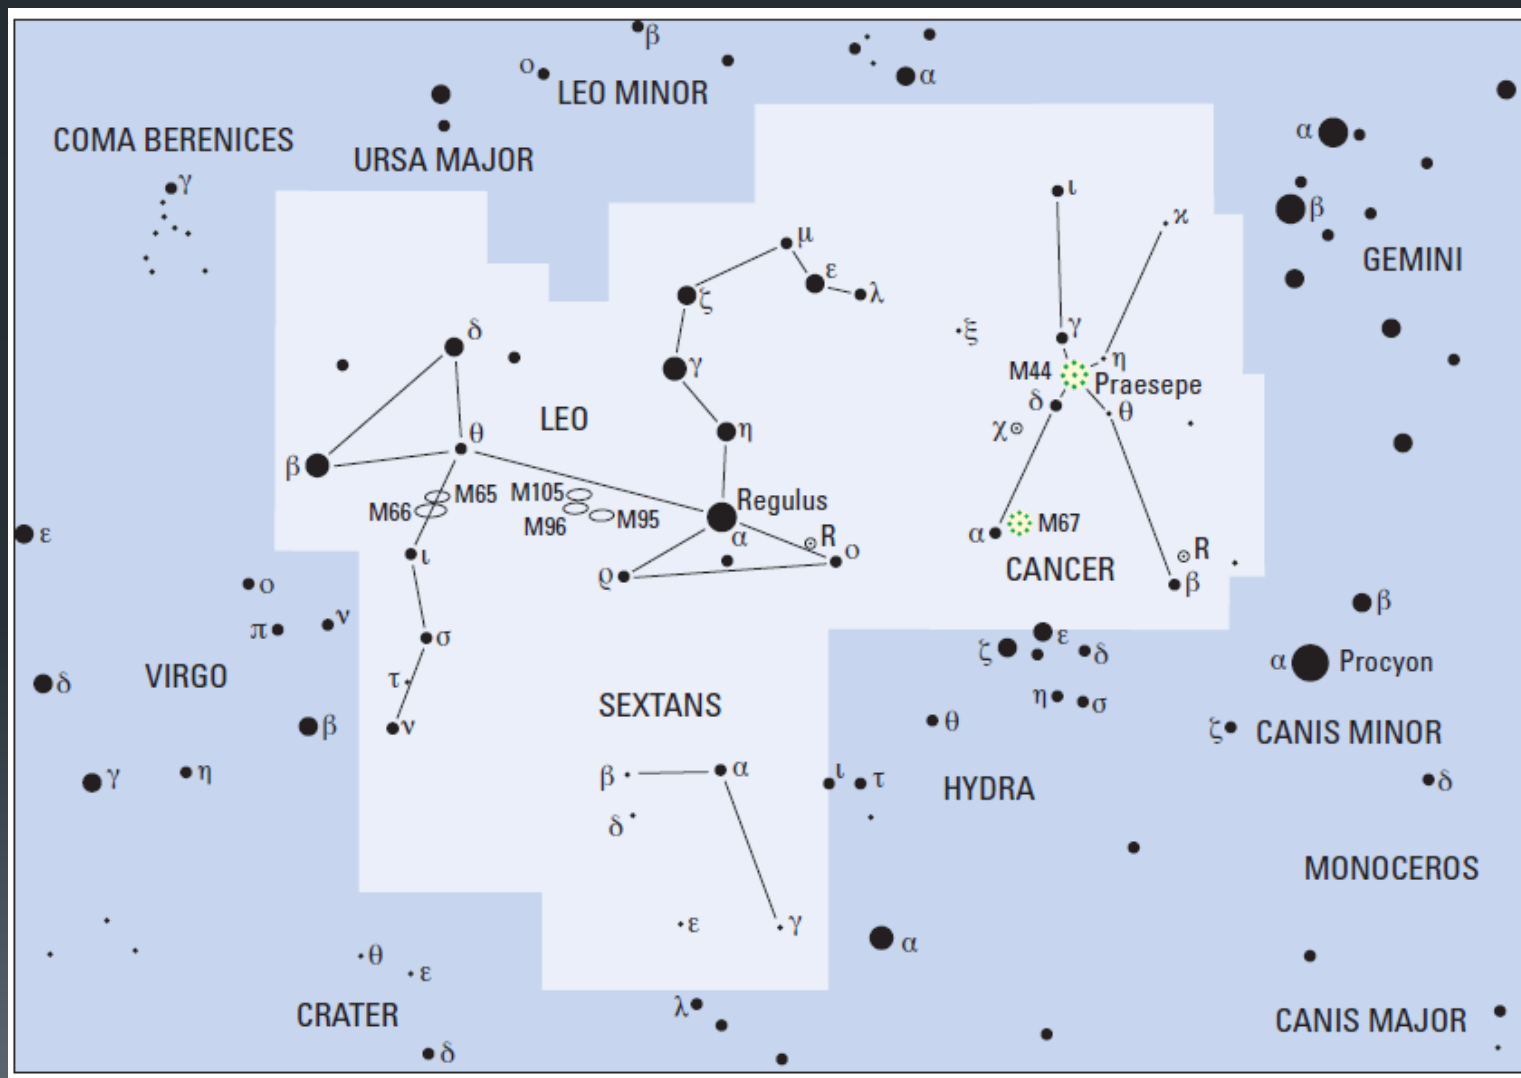 β
ο
α
LEO MINOR
COMA BERENICES
URSA MAJOR
α
γ
ι
ϰ
β
μ
GEMINI
ε
λ
ζ
δ
ξ
γ
γ
η
M44
Praesepe
δ
θ
LEO
χ
θ
η
β
M65
M105
Regulus
M66
M96
M95
α
R
ο
α
M67
ε
ι
ϱ
CANCER
R
β
ο
π
ν
σ
ζ
ε
δ
β
VIRGO
τ
α
Procyon
δ
SEXTANS
η
σ
β
ν
θ
ζ
CANIS MINOR
γ
η
β
α
ι
τ
HYDRA
δ
δ
MONOCEROS
ε
γ
α
θ
ε
CRATER
λ
CANIS MAJOR
δ